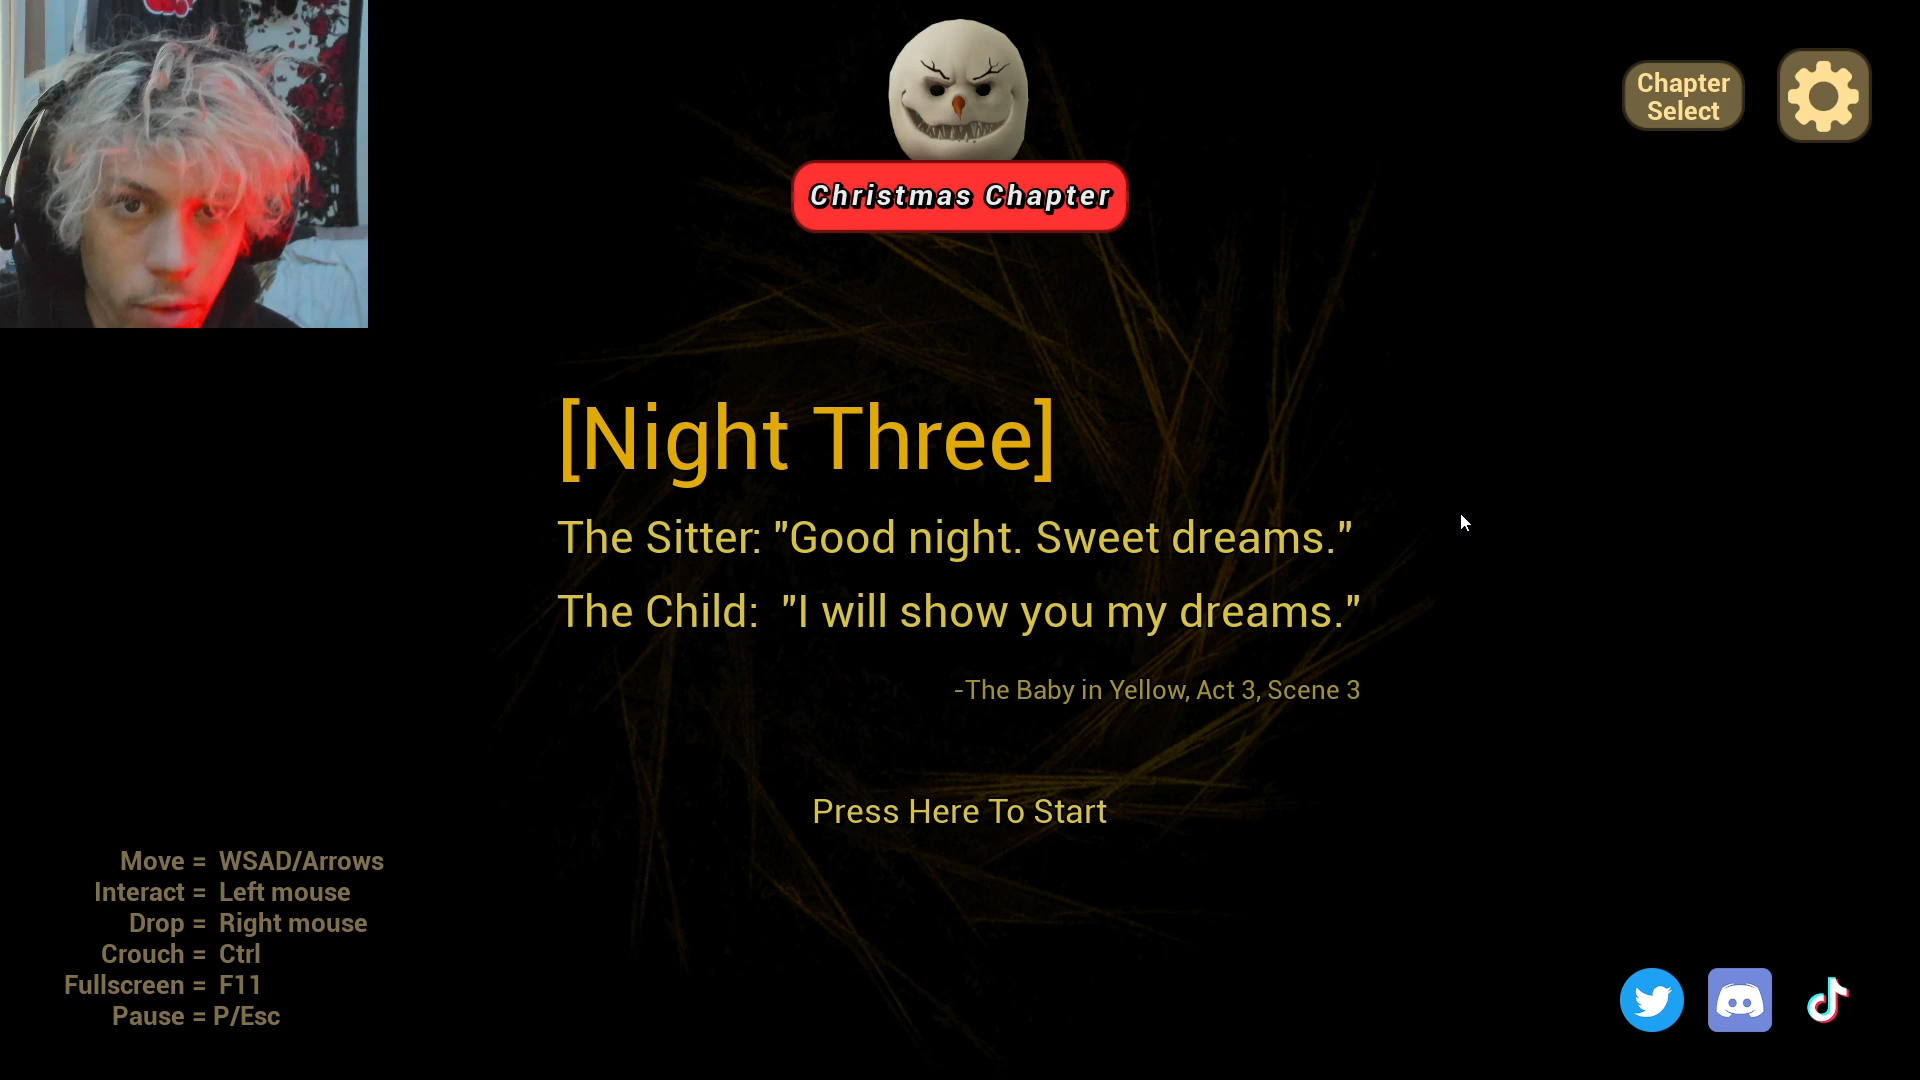 Chapter
Select
Christmas Chapter
[Night Three]
The Sitter: "Good night. Sweet dreams."
The Child:  "I will show you my dreams."
-The Baby in Yellow, Act 3, Scene 3
Press Here To Start
Move = WSAD/Arrows
Interact = Left mouse
Drop = Right mouse
Crouch = Ctrl
Fullscreen = F11
Pause = P/Esc